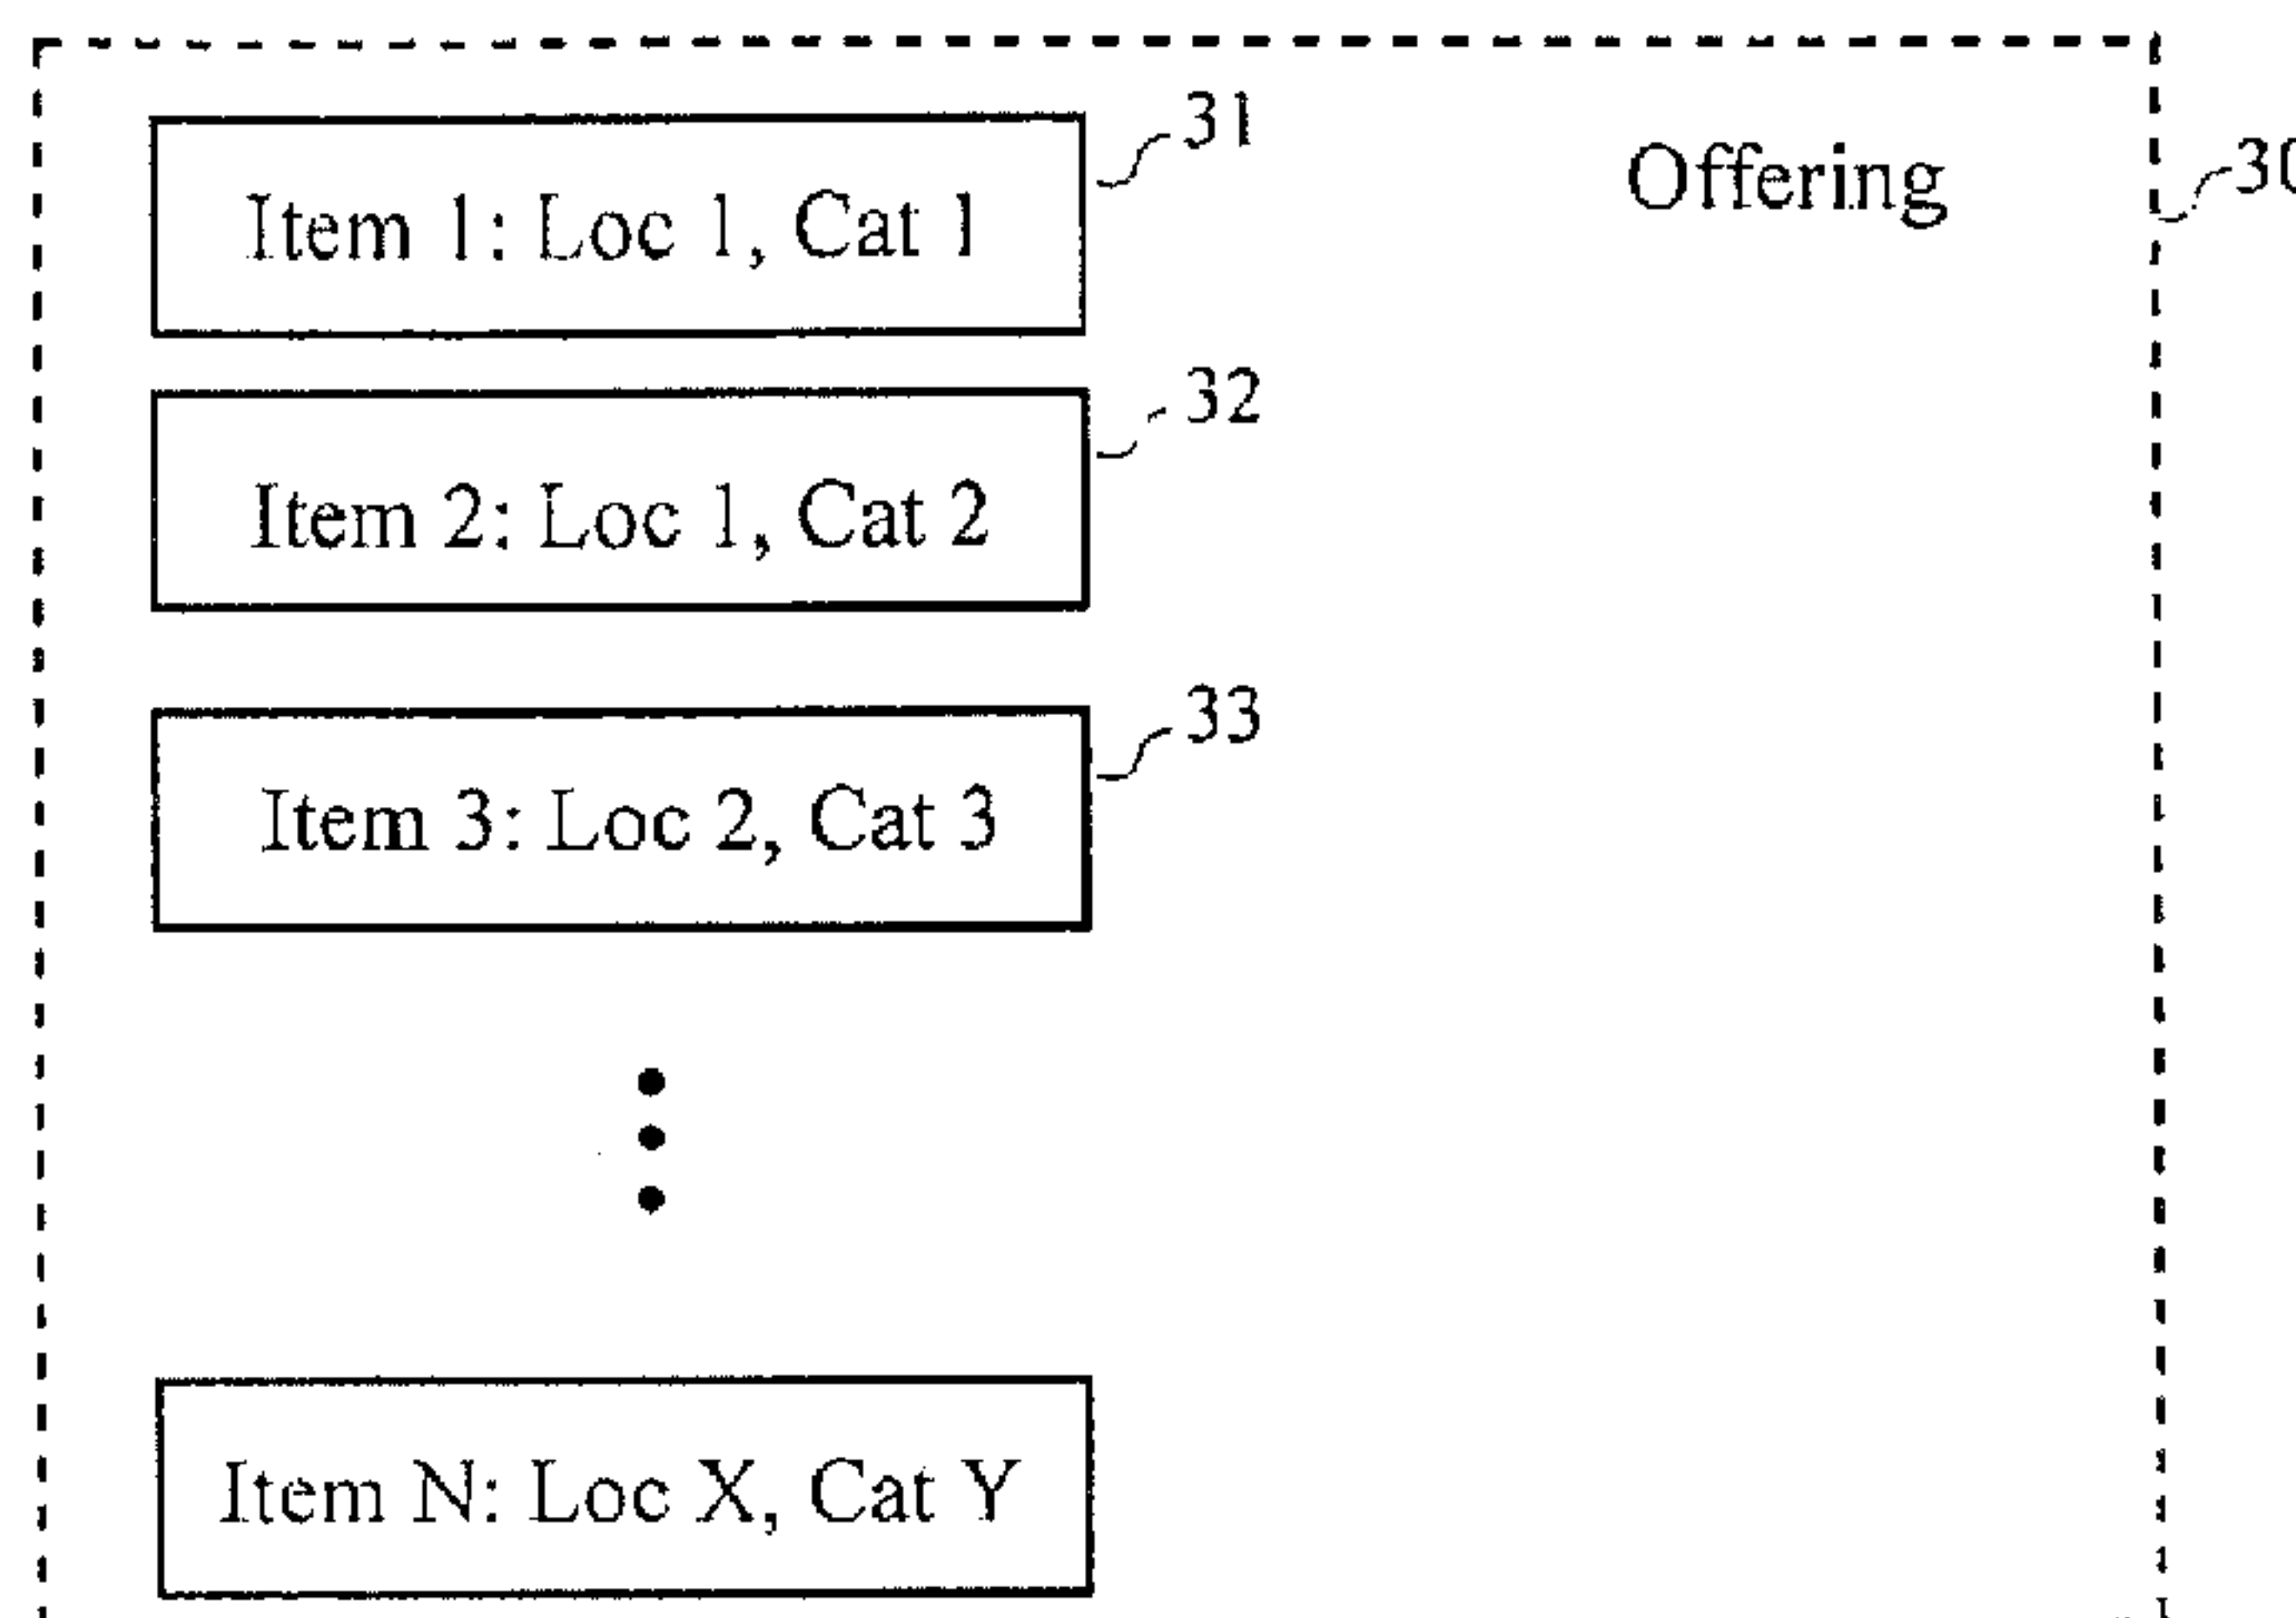 31
Offering
30
Item 1: Loc 1, Cat 1
32
Item 2: Loc 1, Cat 2
33
Item 3: Loc 2, Cat 3
Item N: Loc X, Cat Y